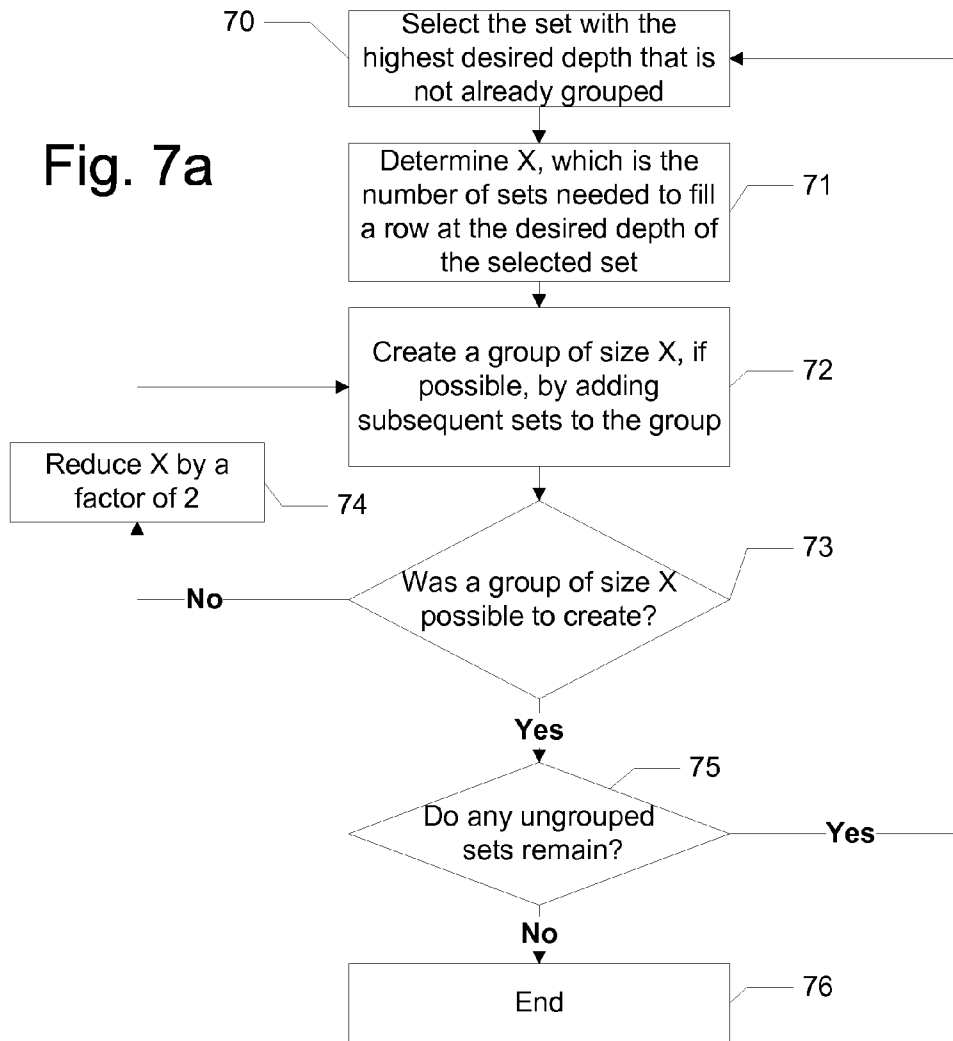 70
Select the set with the
highest desired depth that is
not already grouped
Fig. 7a
Determine X, which is the
number of sets needed to fill
a row at the desired depth of
the selected set
71
Create a group of size X, if
possible, by adding
subsequent sets to the group
72
Reduce X by a
factor of 2
74
73
Was a group of size X
possible to create?
No
Yes
75
Do any ungrouped
sets remain?
Yes
No
End
76